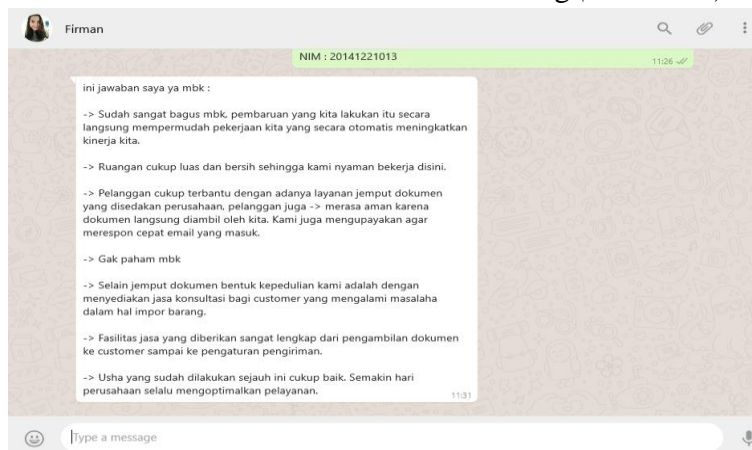 Firman
NIM : 20141221013
11:26
ini jawaban saya ya mbk :
-> Sudah sangat bagus mbk, pembaruan yang kita lakukan itu secara
langsung mempermudah pekerjaan kita yang secara otomatis meningkatkan
kinerja kita.
-> Ruangan cukup luas dan bersih sehingga kami nyaman bekerja disini.
-> Pelanggan cukup terbantu dengan adanya layanan jemput dokumen
yang disedakan perusahaan, pelanggan juga -> merasa aman karena
dokumen langsung diambil oleh kita. Kami juga mengupayakan agar
merespon cepat email yang masuk.
-> Gak paham mbk
-> Selain jemput dokumen bentuk kepedulian kami adalah dengan
menyediakan jasa konsultasi bagi customer yang mengalami masalaha
dalam hal impor barang.
-> Fasilitas jasa yang diberikan sangat lengkap dari pengambilan dokumen
ke customer sampai ke pengaturan pengiriman.
-> Usha yang sudah dilakukan sejauh ini cukup baik. Semakin hari
perusahaan selalu mengoptimalkan pelayanan.
11:31
Type a message